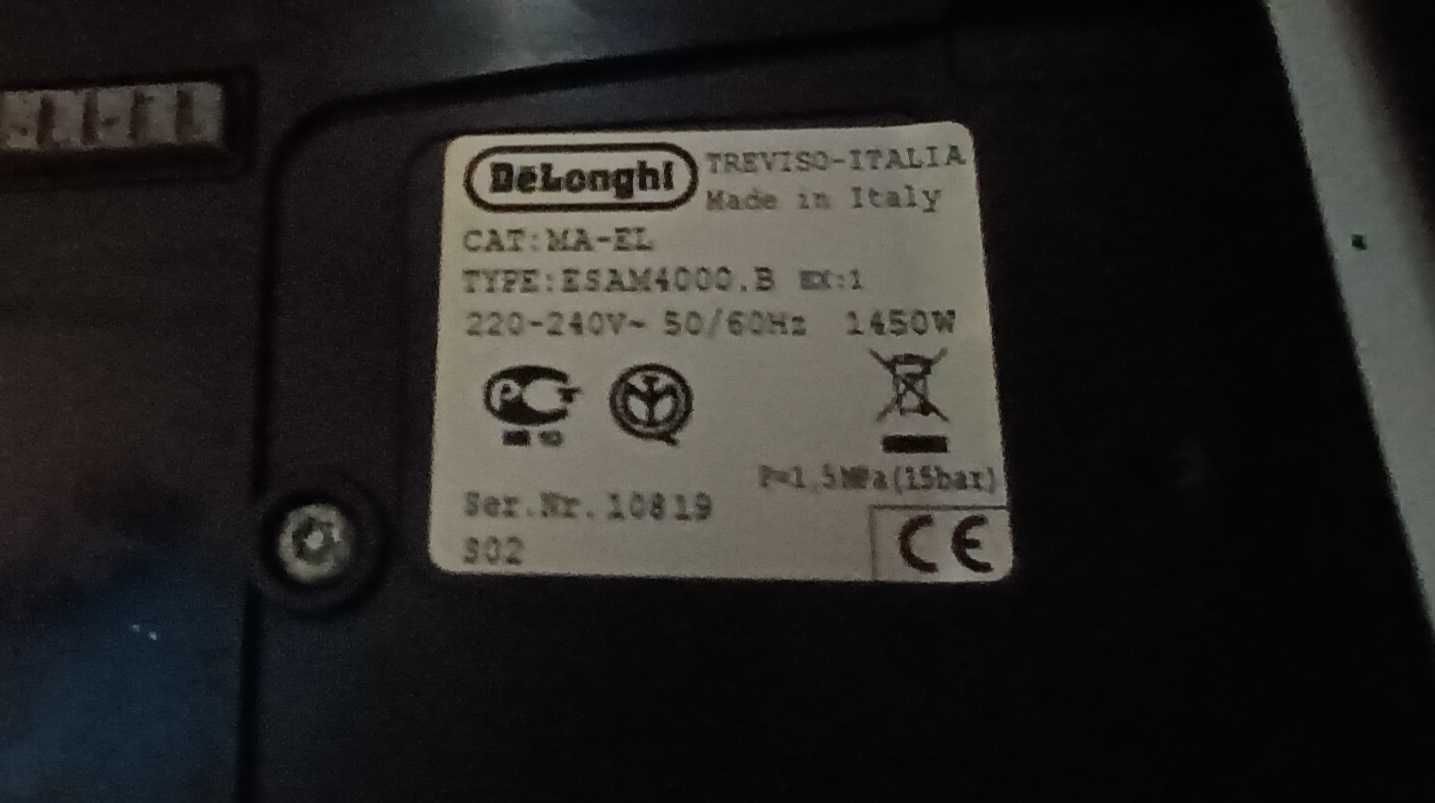 DeLonghi
TREVISO-ITALIA
Made in Italy
CAT:MA-EL
TYPE:ESAM4000.B EX:1
220-240V~ 50/60Hz 1450W
P=1,5MPa(15bar)
Ser.Nr.10819
S02
CE